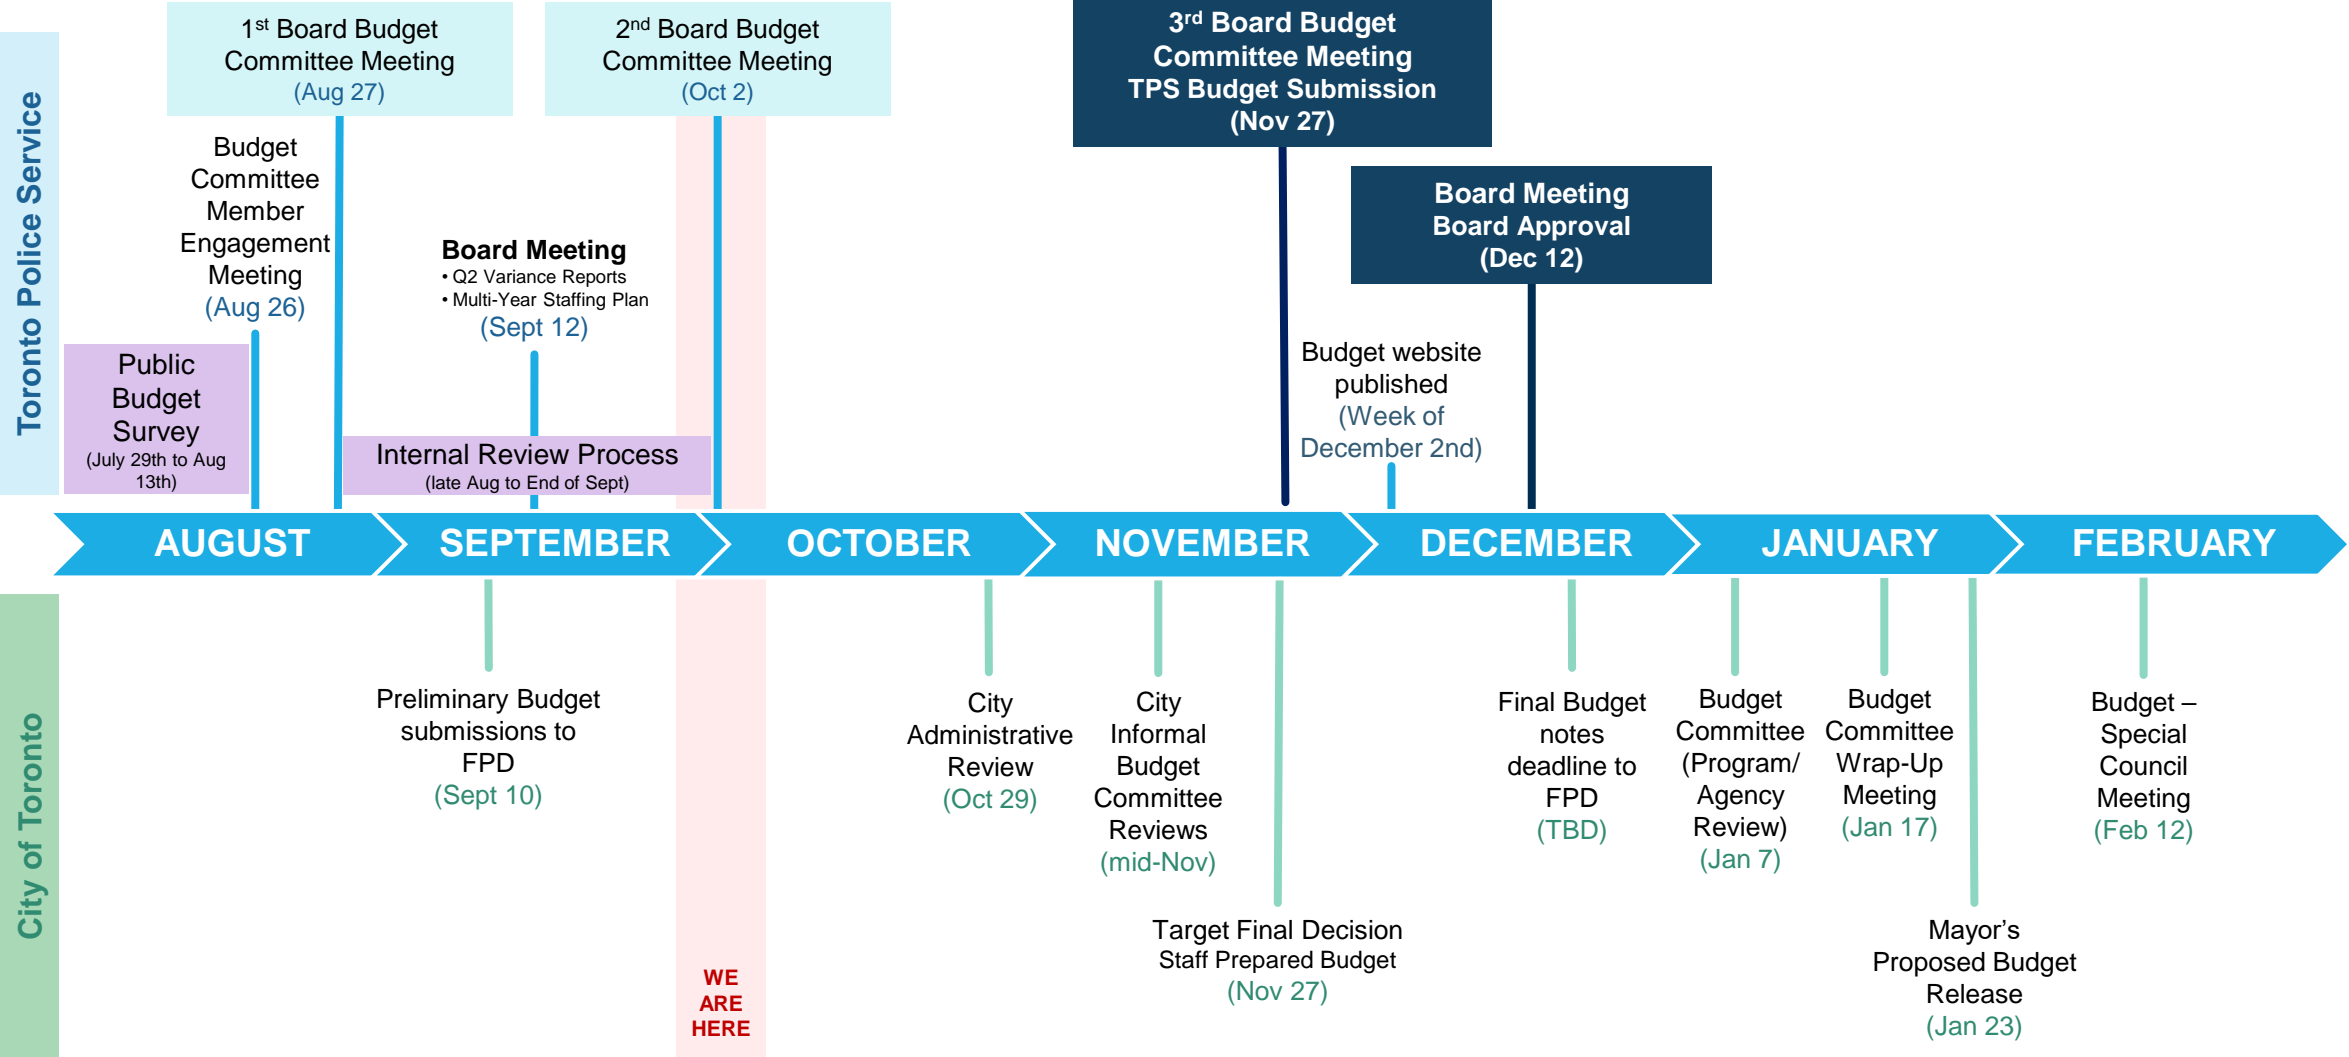 Toronto Police Service
1st Board Budget
Committee Meeting
(Aug 27)
2nd Board Budget
Committee Meeting
(Oct 2)
3rd Board Budget
Committee Meeting
TPS Budget Submission
(Nov 27)
Budget
Committee
Member
Engagement
Meeting
(Aug 26)
Board Meeting
• Q2 Variance Reports
• Multi-Year Staffing Plan
(Sept 12)
Board Meeting
Board Approval
(Dec 12)
Public
Budget
Survey
(July 29th to Aug
13th)
Internal Review Process
(late Aug to End of Sept)
Budget website
published
(Week of
December 2nd)
AUGUST
SEPTEMBER
OCTOBER
NOVEMBER
DECEMBER
JANUARY
FEBRUARY
City of Toronto
Preliminary Budget
submissions to
FPD
(Sept 10)
WE
ARE
HERE
City
Administrative
Review
(Oct 29)
City
Informal
Budget
Committee
Reviews
(mid-Nov)
Target Final Decision
Staff Prepared Budget
(Nov 27)
Final Budget
notes
deadline to
FPD
(TBD)
Budget
Committee
(Program/
Agency
Review)
(Jan 7)
Budget
Committee
Wrap-Up
Meeting
(Jan 17)
Mayor’s
Proposed Budget
Release
(Jan 23)
Budget –
Special
Council
Meeting
(Feb 12)